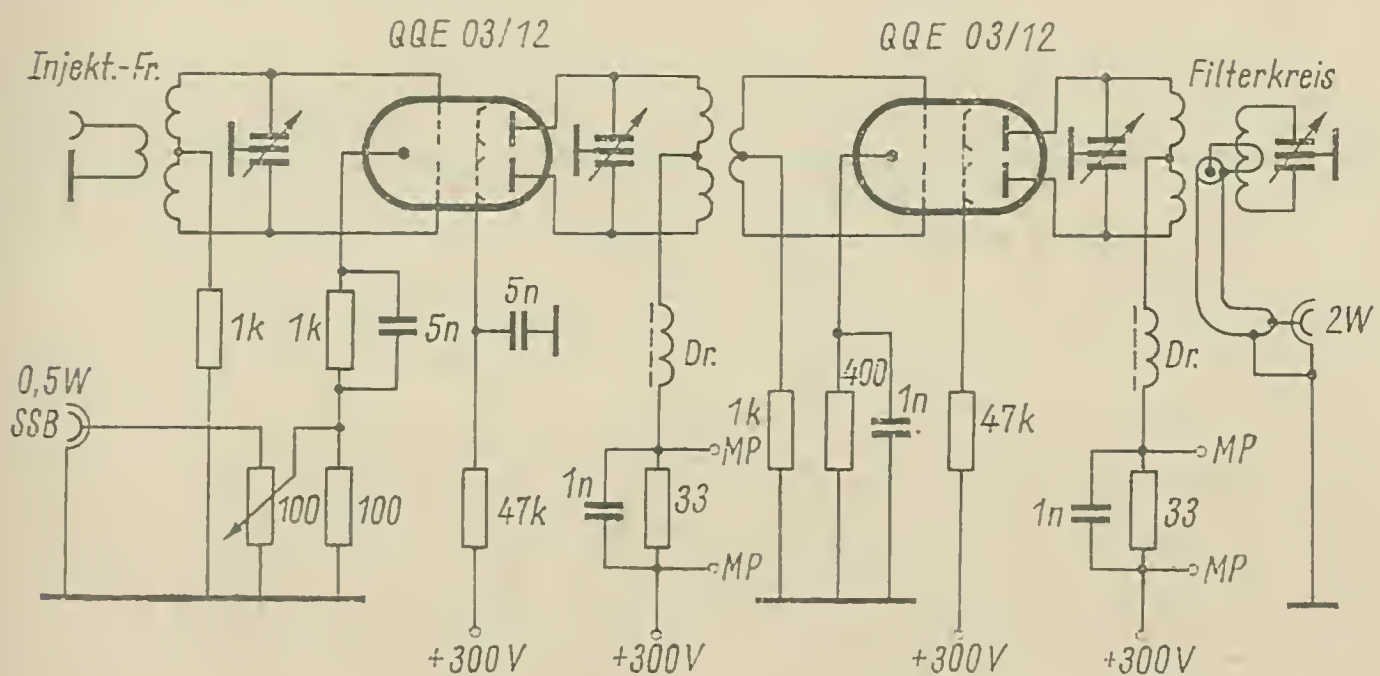 QQE 03/12
QQE 03/12
Injekt.-Fr.
Filterkreis
1k
1k
5n
5n
Dr.
400
1n
1k
47k
Dr.
2W
0,5W
SSB
100
100
47k
1n
33
MP
MP
1n
33
MP
MP
+300V
+300V
+300V
+300V